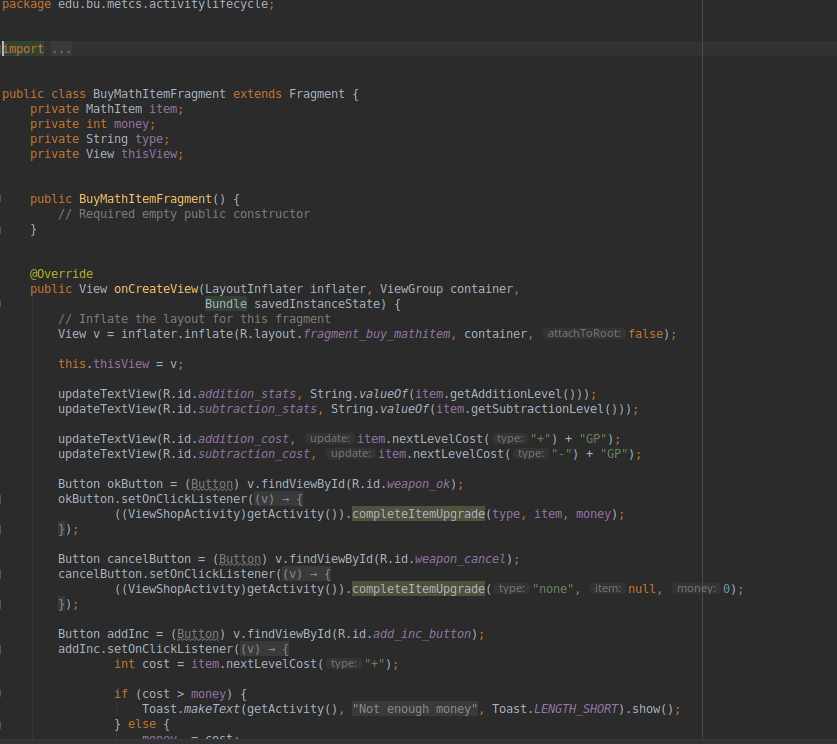 package edu.bu.metcs.activitylifecycle;
import ...
public class BuyMathItemFragment extends Fragment {
    private MathItem item;
    private int money;
    private String type;
    private View thisView;
    public BuyMathItemFragment() {
        // Required empty public constructor
    }
    @Override
    public View onCreateView(LayoutInflater inflater, ViewGroup container,
                             Bundle savedInstanceState) {
        // Inflate the layout for this fragment
        View v = inflater.inflate(R.layout.fragment_buy_mathitem, container, attachToRoot: false);
        this.thisView = v;
        updateTextView(R.id.addition_stats, String.valueOf(item.getAdditionLevel()));
        updateTextView(R.id.subtraction_stats, String.valueOf(item.getSubtractionLevel()));
        updateTextView(R.id.addition_cost, update: item.nextLevelCost( type: "+") + "GP");
        updateTextView(R.id.subtraction_cost, update: item.nextLevelCost( type: "-") + "GP");
        Button okButton = (Button) v.findViewById(R.id.weapon_ok);
        okButton.setOnClickListener((v) → {
                ((ViewShopActivity)getActivity()).completeItemUpgrade(type, item, money);
        });
        Button cancelButton = (Button) v.findViewById(R.id.weapon_cancel);
        cancelButton.setOnClickListener((v) → {
                ((ViewShopActivity)getActivity()).completeItemUpgrade( type: "none", item: null, money: 0);
        });
        Button addInc = (Button) v.findViewById(R.id.add_inc_button);
        addInc.setOnClickListener((v) → {
                int cost = item.nextLevelCost( type: "+");
                if (cost > money) {
                    Toast.makeText(getActivity(), "Not enough money", Toast.LENGTH_SHORT).show();
                } else {
                    money -= cost;